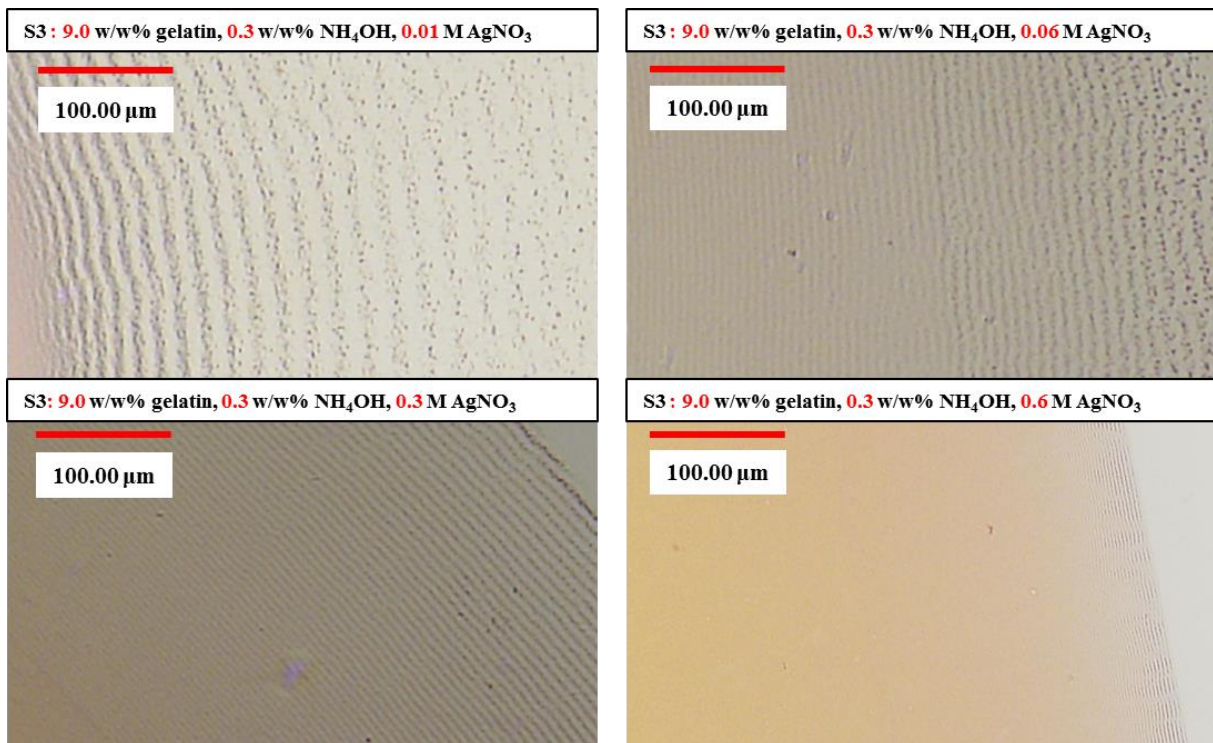 S3: 9.0 w/w% gelatin, 0.3 w/w% NH₄OH, 0.01 M AgNO₃
100.00 µm
S3: 9.0 w/w% gelatin, 0.3 w/w% NH₄OH, 0.06 M AgNO₃
100.00 µm
S3: 9.0 w/w% gelatin, 0.3 w/w% NH₄OH, 0.3 M AgNO₃
100.00 µm
S3: 9.0 w/w% gelatin, 0.3 w/w% NH₄OH, 0.6 M AgNO₃
100.00 µm